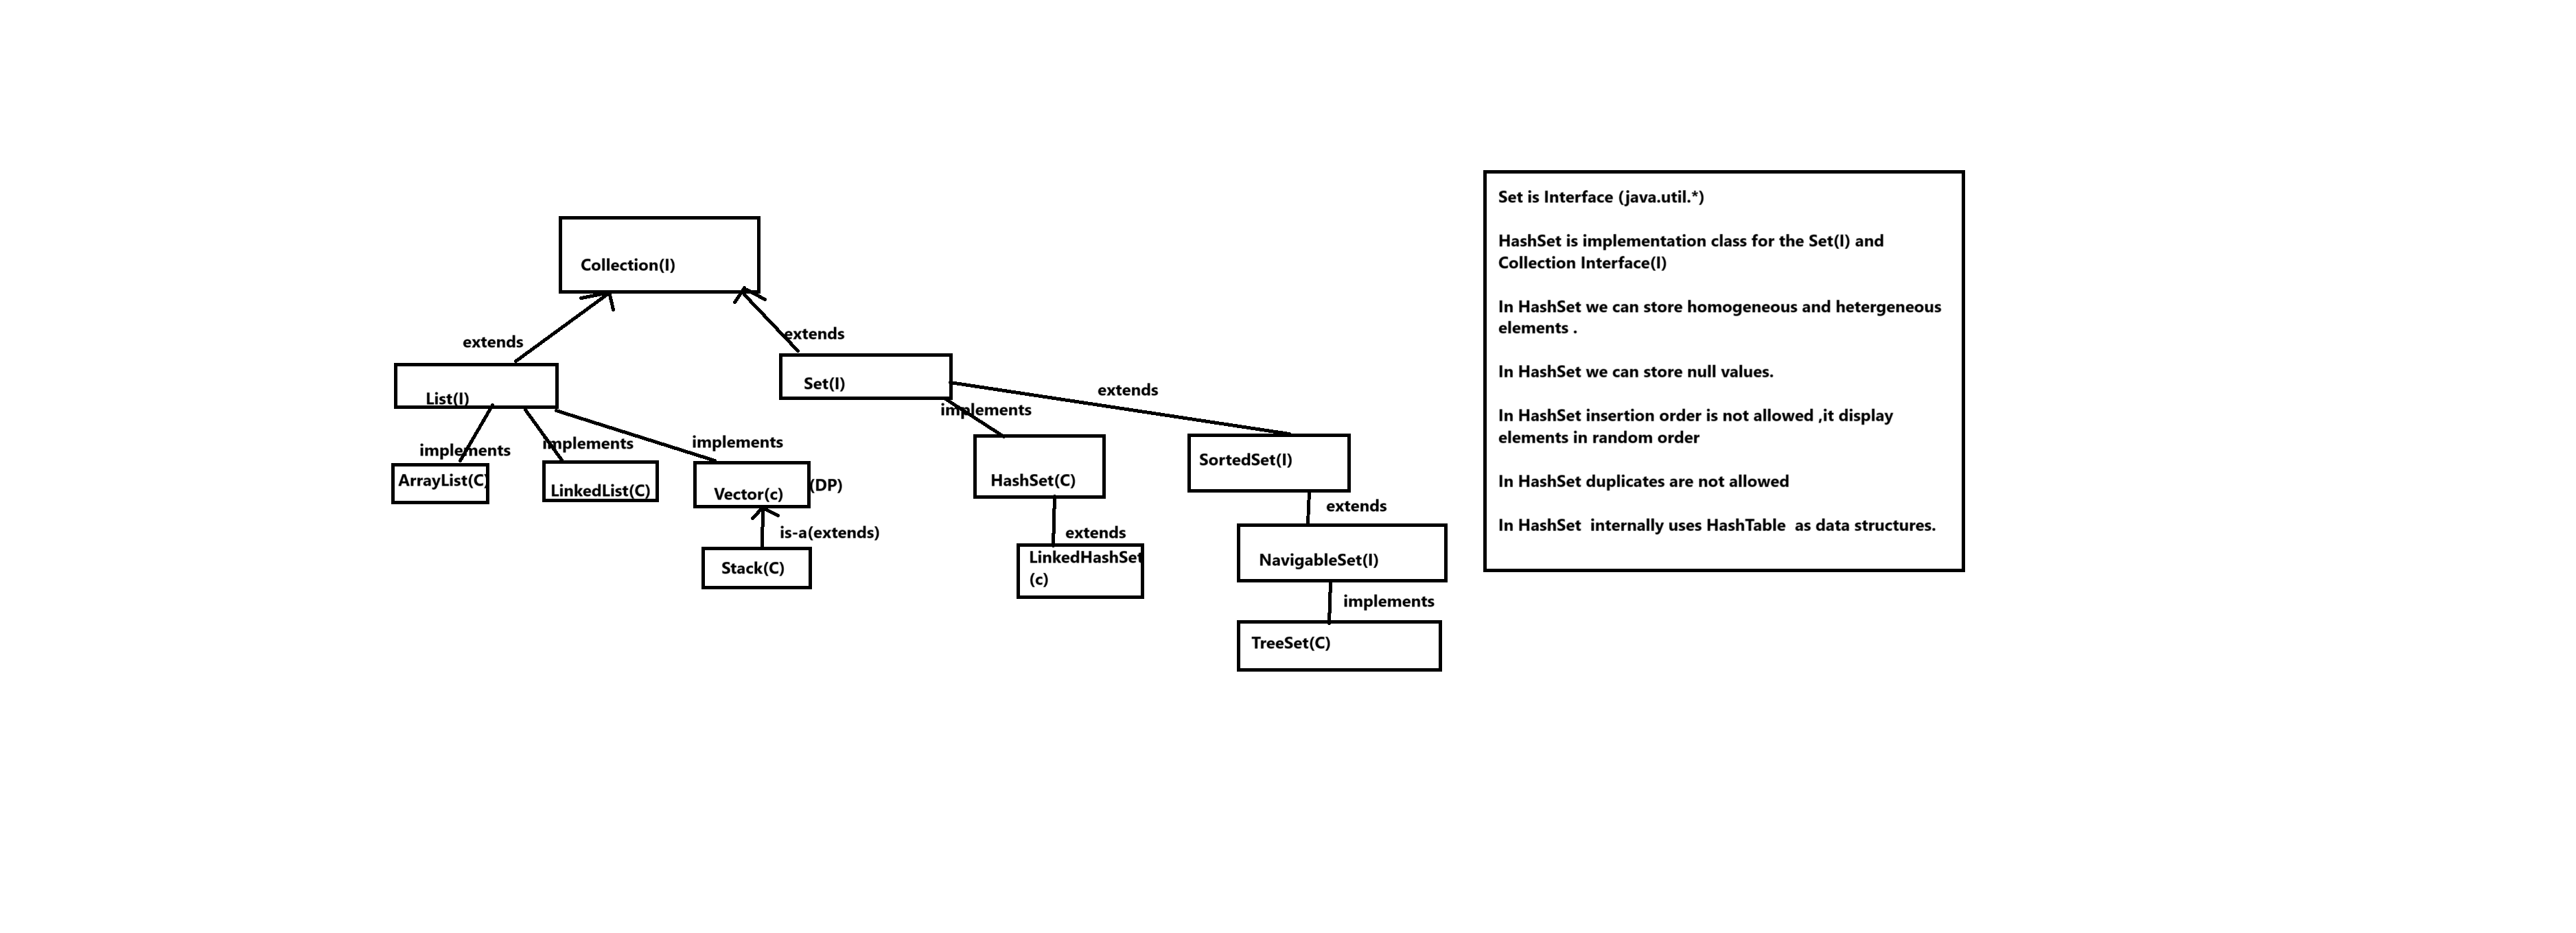 Collection(I)
extends
extends
List(I)
Set(I)
extends
implements
implements
implements
implements
ArrayList(C)
LinkedList(C)
Vector(c)
(DP)
HashSet(C)
SortedSet(I)
is-a(extends)
Stack(C)
extends
LinkedHashSet
(c)
extends
NavigableSet(I)
implements
TreeSet(C)
Set is Interface (java.util.*)
HashSet is implementation class for the Set(I) and
Collection Interface(I)
In HashSet we can store homogeneous and hetergeneous
elements .
In HashSet we can store null values.
In HashSet insertion order is not allowed ,it display
elements in random order
In HashSet duplicates are not allowed
In HashSet  internally uses HashTable  as data structures.